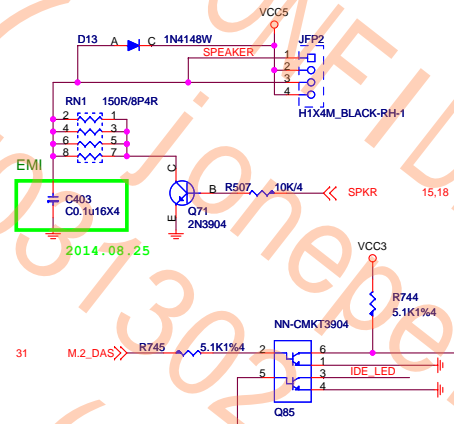 VCC5
D13 A C 1N4148W JFP2
SPEAKER 1
2
3
4
RN1 150R/8P4R H1X4M_BLACK-RH-1
2 1
4 3
6 5
8 7
EMI
C
C403 B R507 10K/4 SPKR 15,18
C0.1u16X4 Q71
E 2N3904
2014.08.25
VCC3
R744
5.1K1%4
NN-CMKT3904
31 M.2_DAS R745 5.1K1%4 2 6
1
5 3 IDE_LED
4
Q85